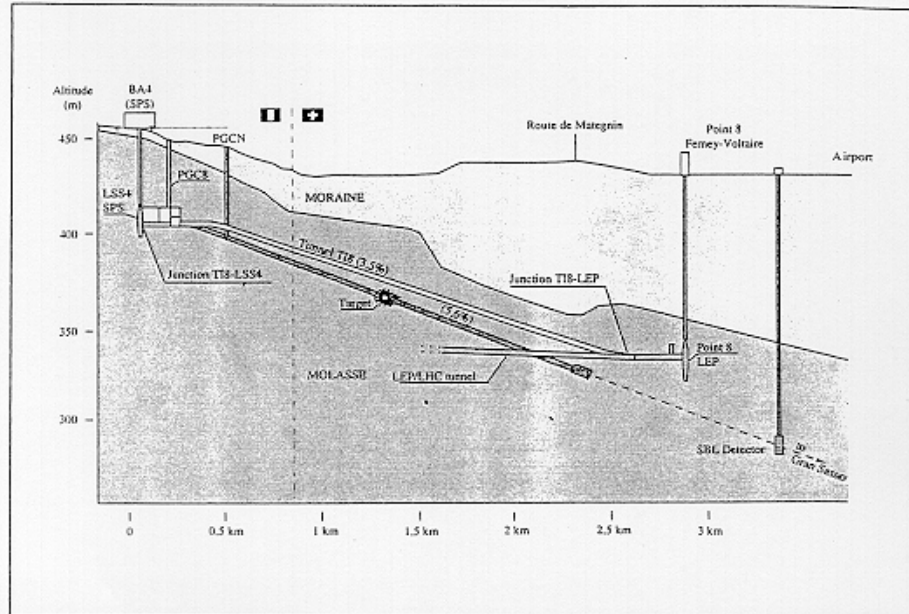 Altitude
(m)
BA4
(SPS)
450
400
350
300
PGCN
PGC8
LSS4
SPS
Junction TI8-LSS4
MORAINE
Route de Mategnin
Point 8
Ferney-Voltaire
Airport
Tunnel TI8 (3,5%)
(5,6%)
Target
Junction TI8-LEP
MOLASSE
LEP/LHC tunnel
Point 8
LEP
SBL Detector
to
Gran Sasso
0
0.5 km
1 km
1.5 km
2 km
2.5 km
3 km